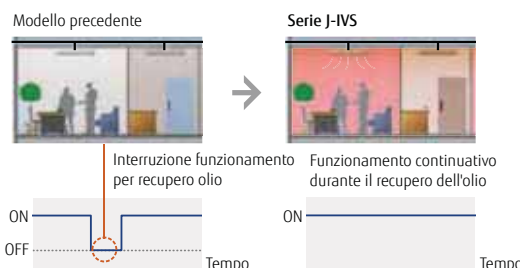 Modello precedente
Serie J-IVS
Interruzione funzionamento
per recupero olio
Funzionamento continuativo
durante il recupero dell'olio
ON
OFF
Tempo
ON
Tempo